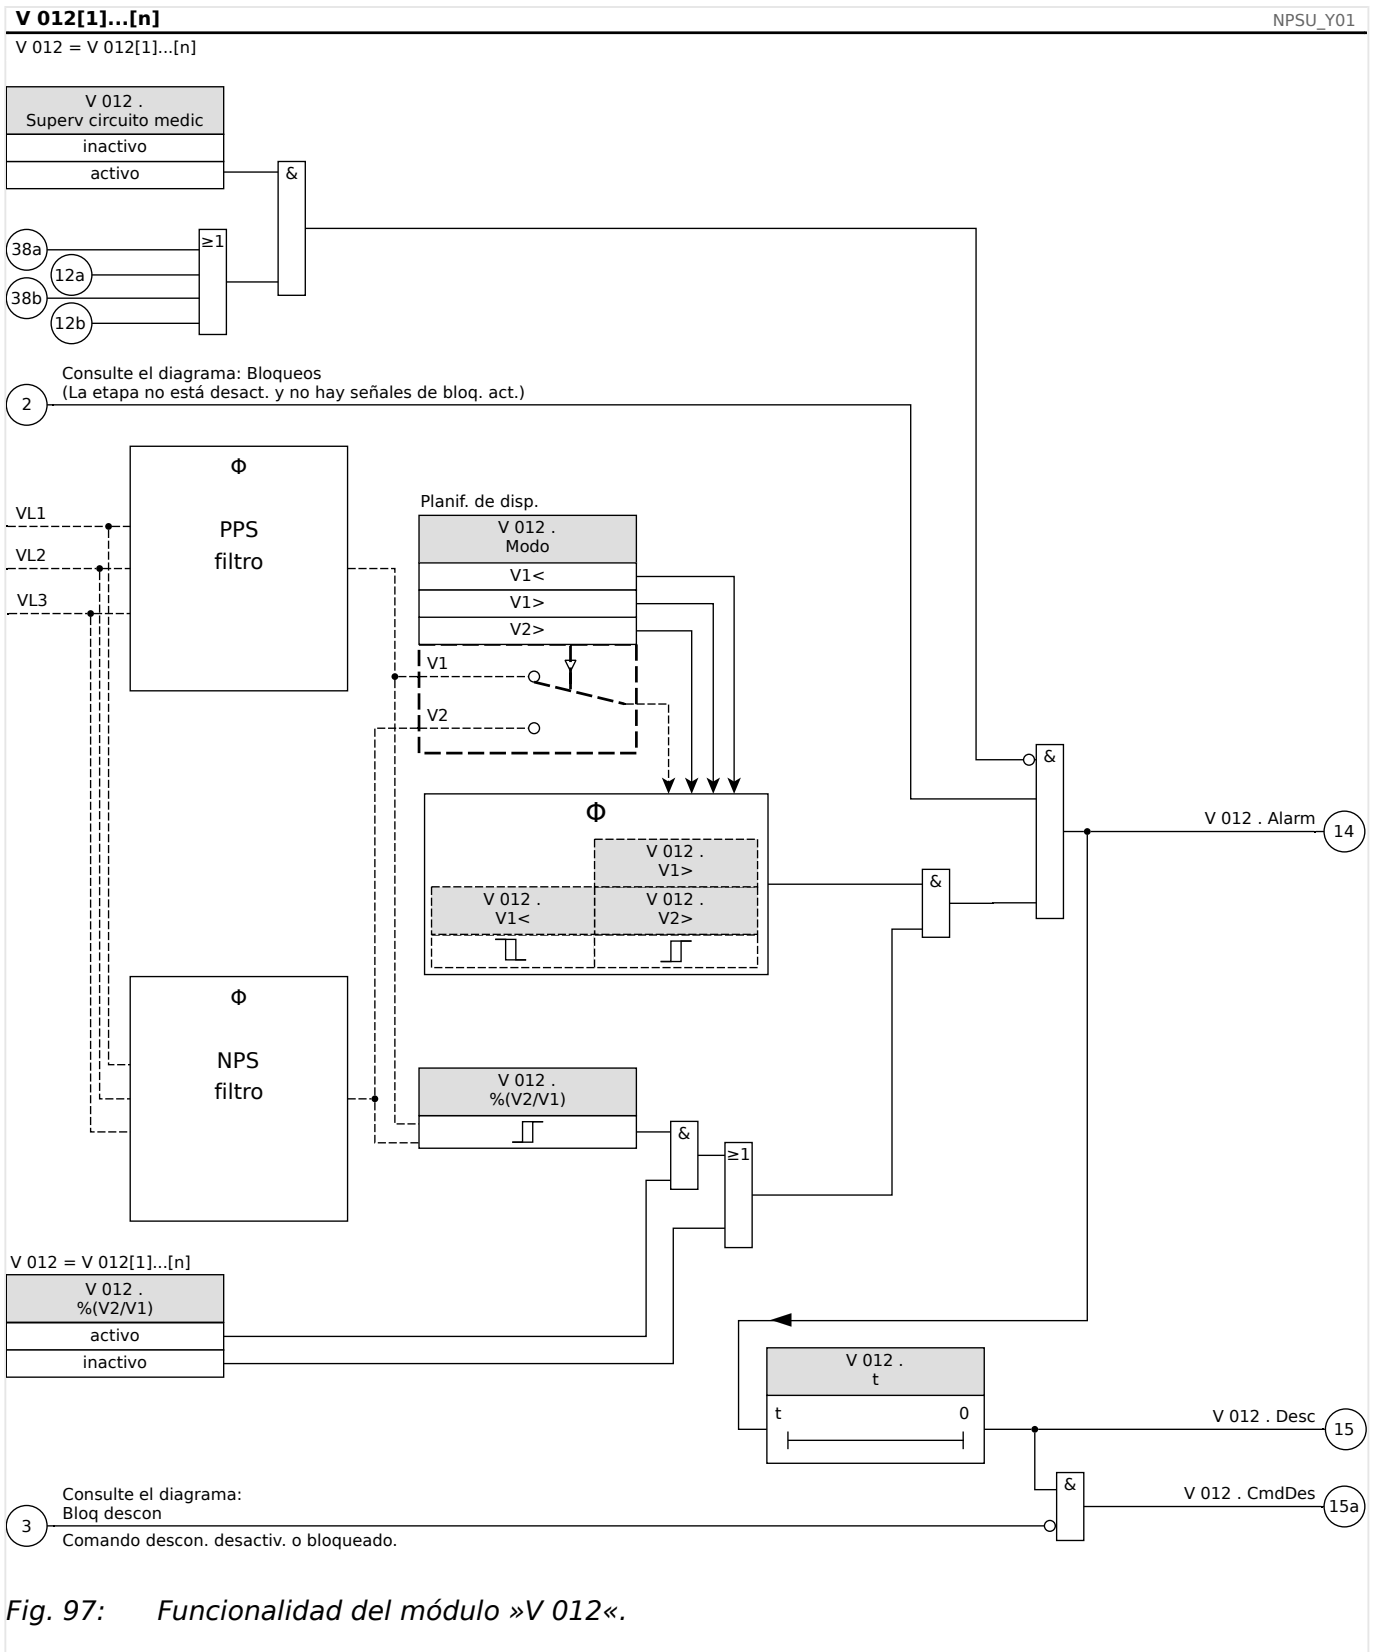 V 012[1]...[n]
NPSU_Y01
V 012 = V 012[1]...[n]
V 012 .
Superv circuito medic
inactivo
activo
&
38a
12a
38b
12b
≥1
Consulte el diagrama: Bloqueos
(La etapa no está desact. y no hay señales de bloq. act.)
2
Φ
PPS
filtro
VL1
VL2
VL3
Planif. de disp.
V 012 .
Modo
V1<
V1>
V2>
V1
V2
&
V 012 . Alarm
14
Φ
V 012 .
V1>
V 012 .
V1<
V 012 .
V2>
&
Φ
NPS
filtro
V 012 .
%(V2/V1)
&
≥1
V 012 = V 012[1]...[n]
V 012 .
%(V2/V1)
activo
inactivo
V 012 .
t
t
0
V 012 . Desc
15
&
V 012 . CmdDes
15a
Consulte el diagrama:
Bloq descon
3
Comando descon. desactiv. o bloqueado.
Fig. 97: Funcionalidad del módulo »V 012«.